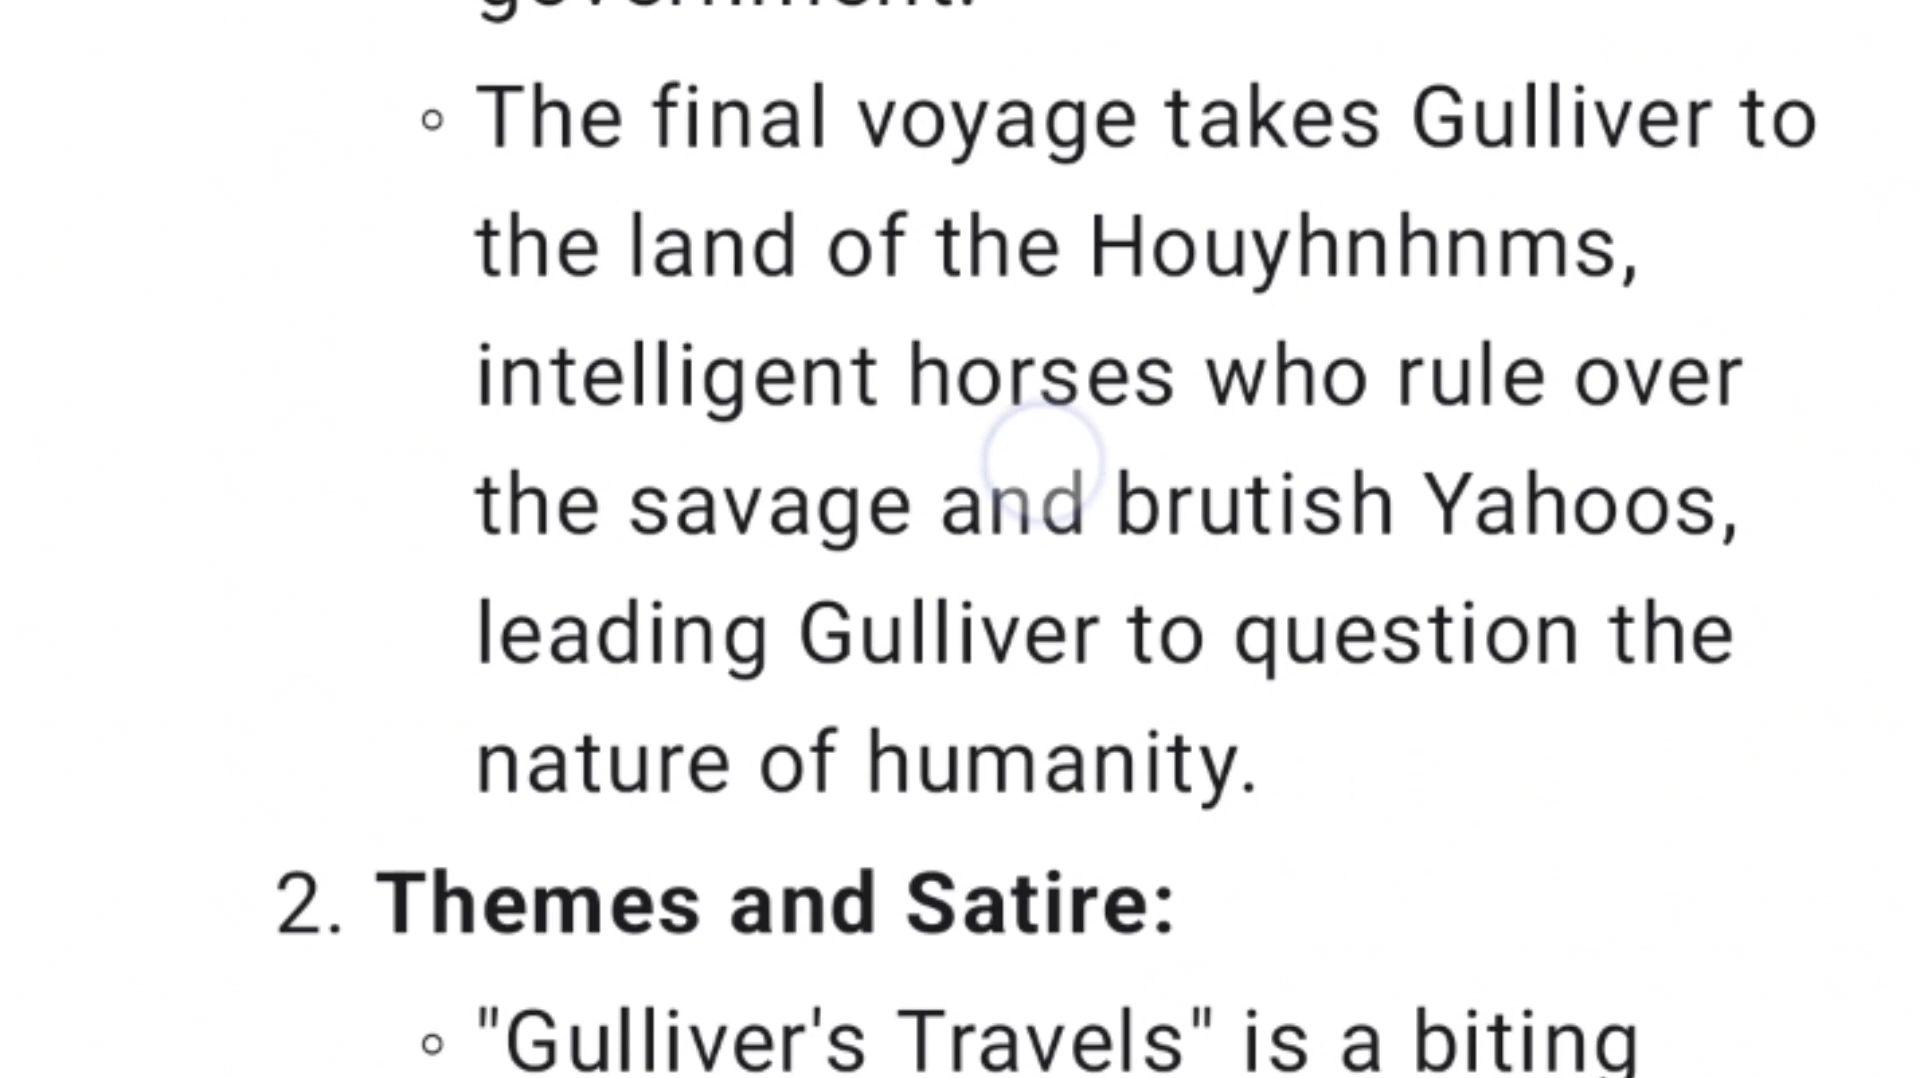 government.
◦ The final voyage takes Gulliver to
the land of the Houyhnhnms,
intelligent horses who rule over
the savage and brutish Yahoos,
leading Gulliver to question the
nature of humanity.
2. Themes and Satire:
◦ "Gulliver's Travels" is a biting